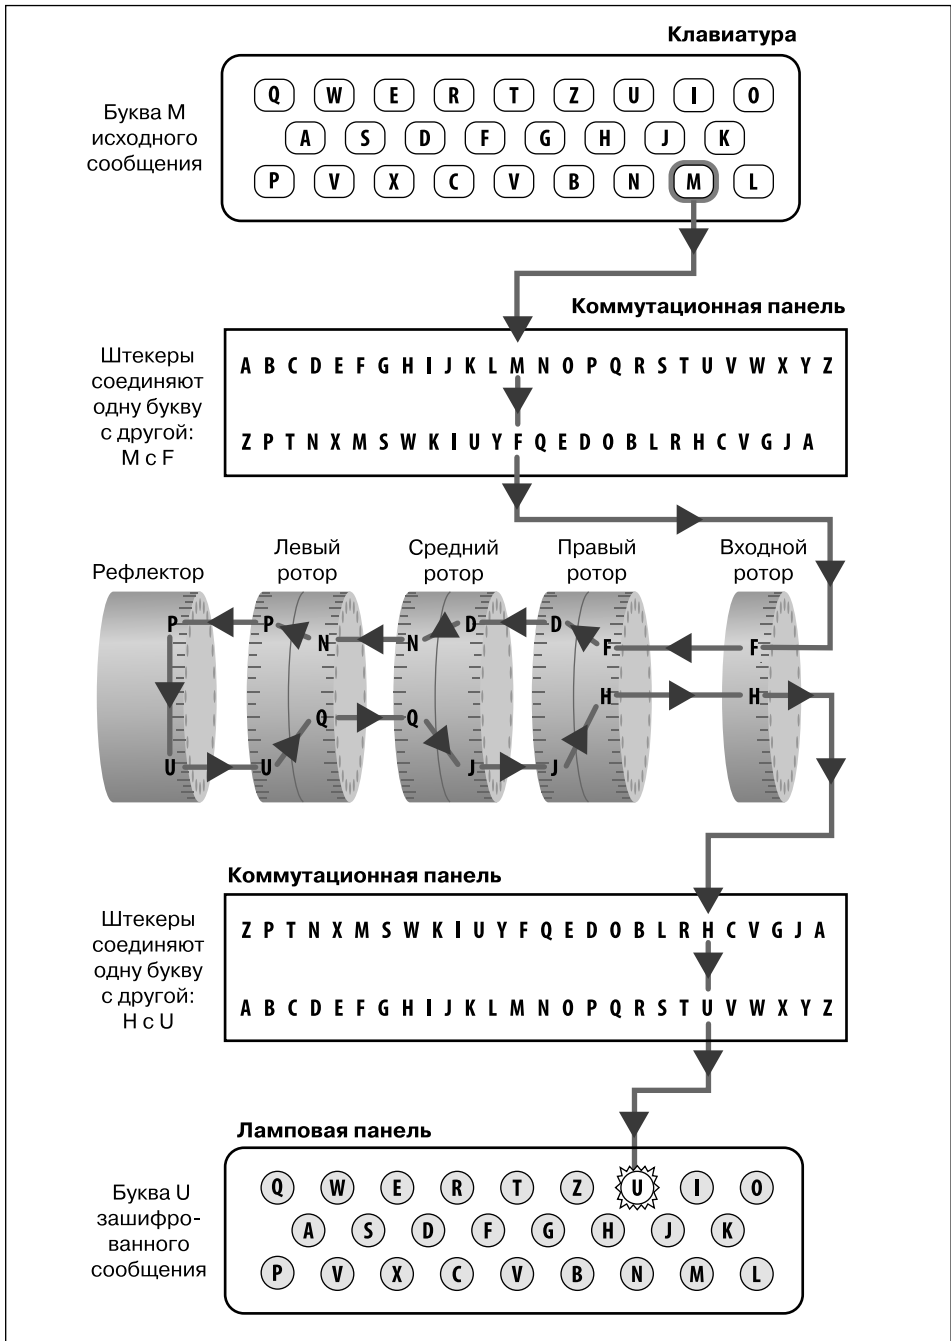 Клавиатура
Буква М
исходного
сообщения
Q W E R T Z U I O
A S D F G H J K
P V X C V B N M L
Коммутационная панель
Штекеры
соединяют
одну букву
с другой:
М с F
A B C D E F G H I J K L M N O P Q R S T U V W X Y Z
Z P T N X M S W K I U Y F Q E D O B L R H C V G J A
Рефлектор
Левый
ротор
Средний
ротор
Правый
ротор
Входной
ротор
P P N N D D F F
U U Q Q J J H H
Коммутационная панель
Штекеры
соединяют
одну букву
с другой:
H с U
Z P T N X M S W K I U Y F Q E D O B L R H C V G J A
A B C D E F G H I J K L M N O P Q R S T U V W X Y Z
Ламповая панель
Буква U
зашифро-
ванного
сообщения
Q W E R T Z U I O
A S D F G H J K
P V X C V B N M L